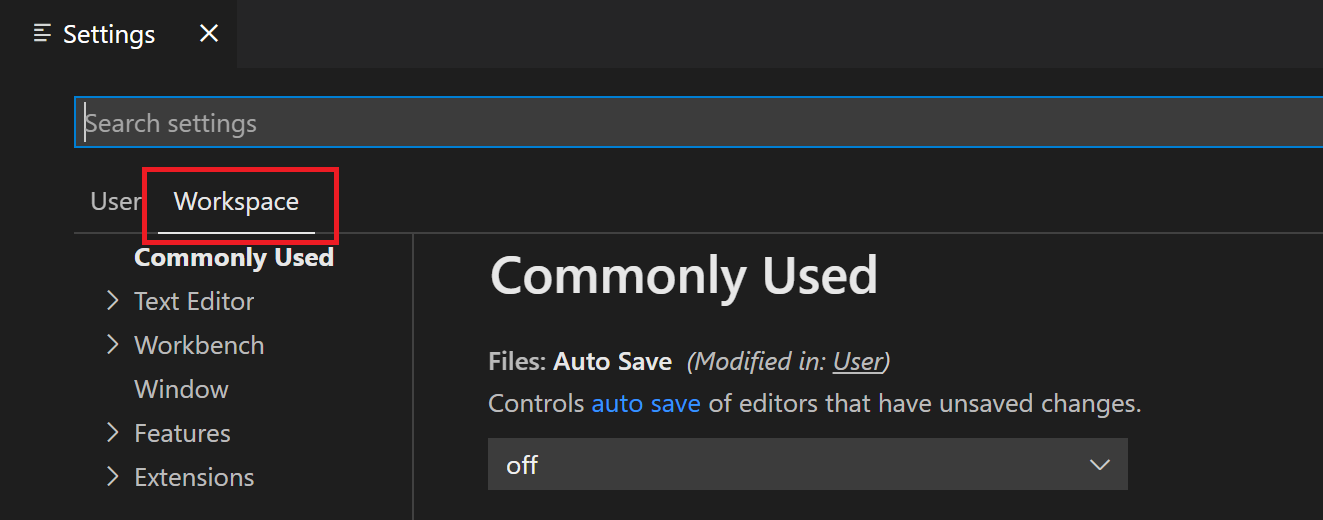 Settings
Search settings
User Workspace
Commonly Used
Text Editor
Workbench
Window
Features
Extensions
Commonly Used
Files: Auto Save (Modified in: User)
Controls auto save of editors that have unsaved changes.
off